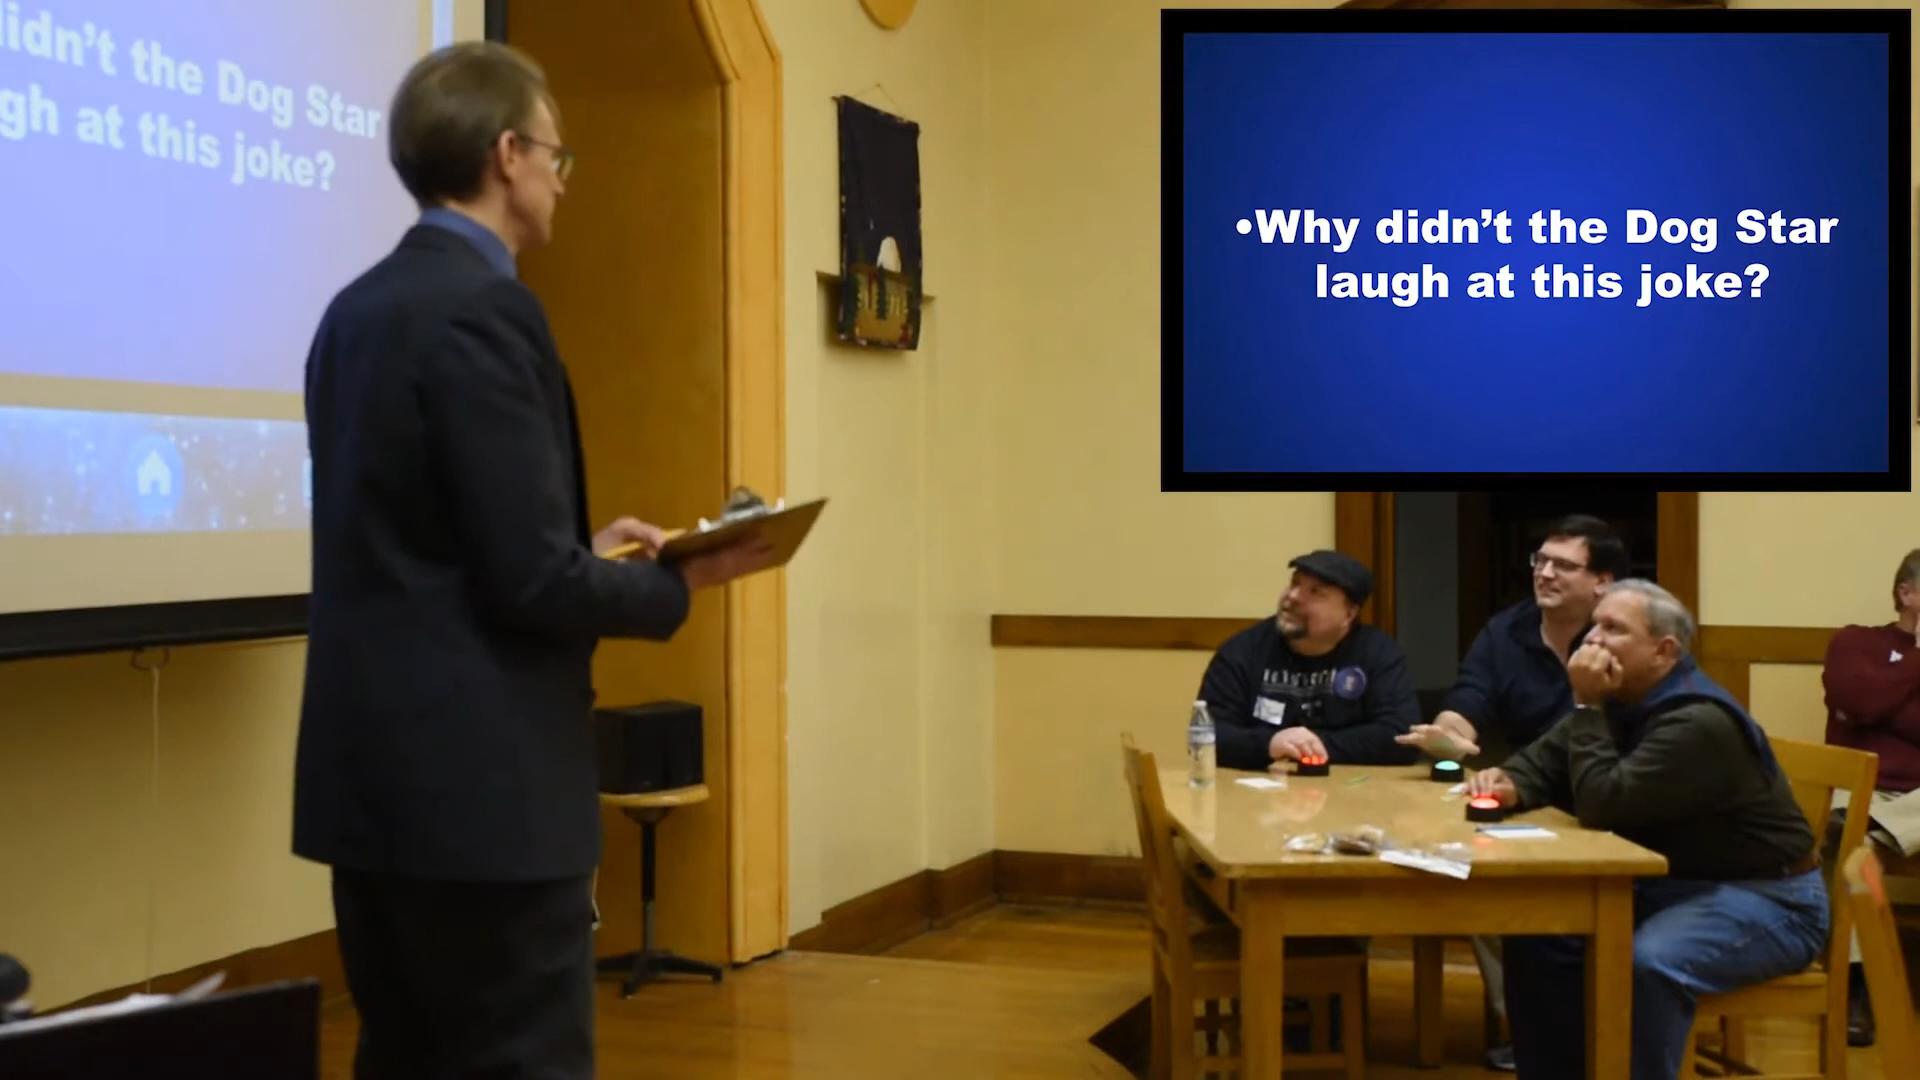 idn't the Dog Star
gh at this joke?
•Why didn't the Dog Star
laugh at this joke?